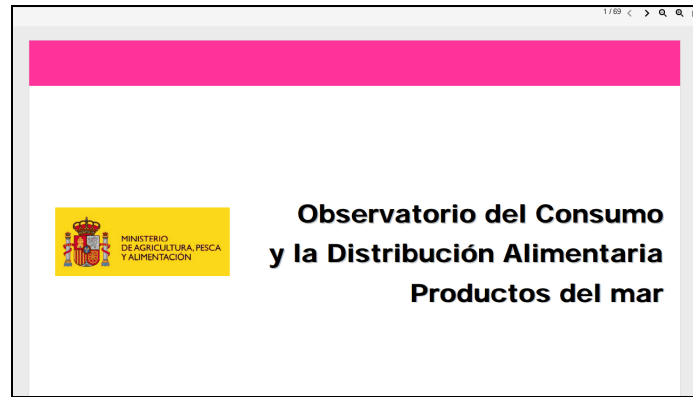 1 / 69
MINISTERIO
DE AGRICULTURA, PESCA
Y ALIMENTACIÓN
Observatorio del Consumo
y la Distribución Alimentaria
Productos del mar